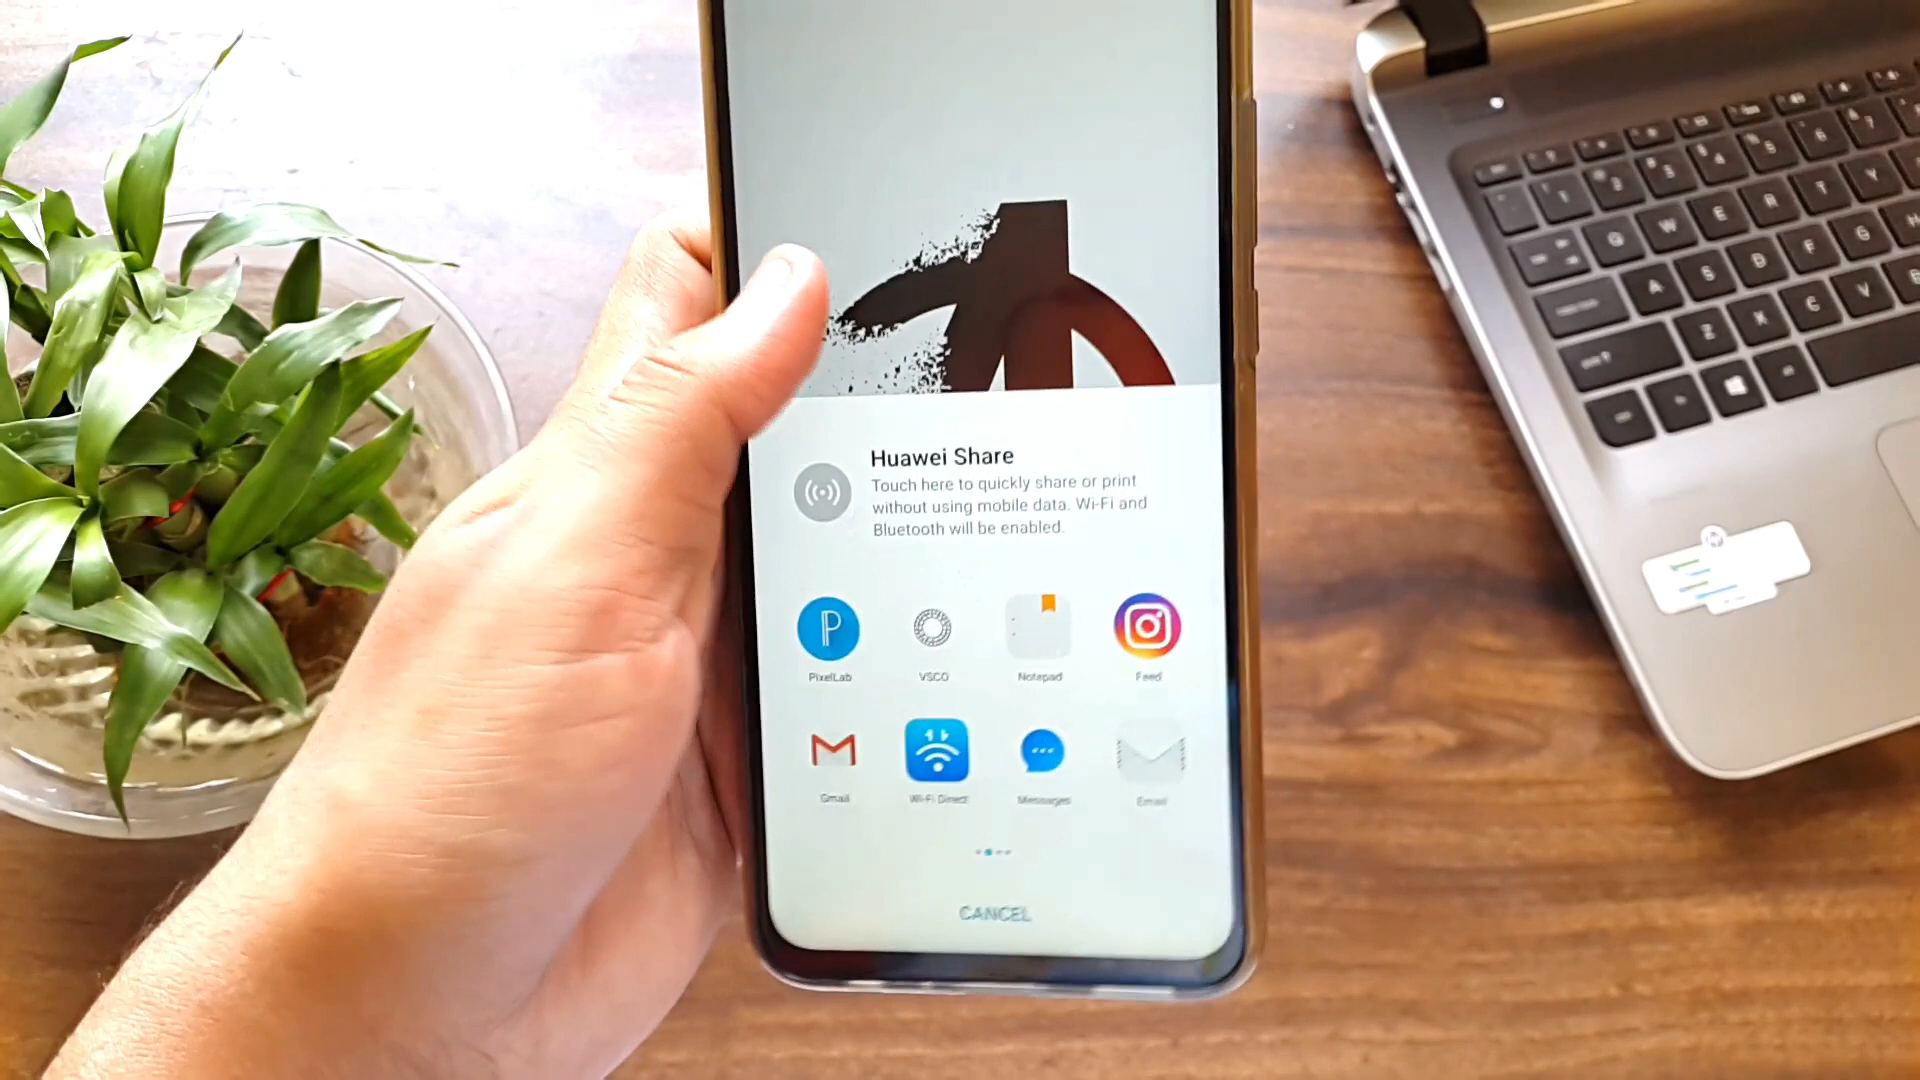 Huawei Share
Touch here to quickly share or print
without using mobile data. Wi-Fi and
Bluetooth will be enabled.
PixelLab
VSCO
Notepad
Feed
Gmail
Wi-Fi Direct
Messages
Email
CANCEL
Q W E R T Y
A S D F G H
Z X C V B